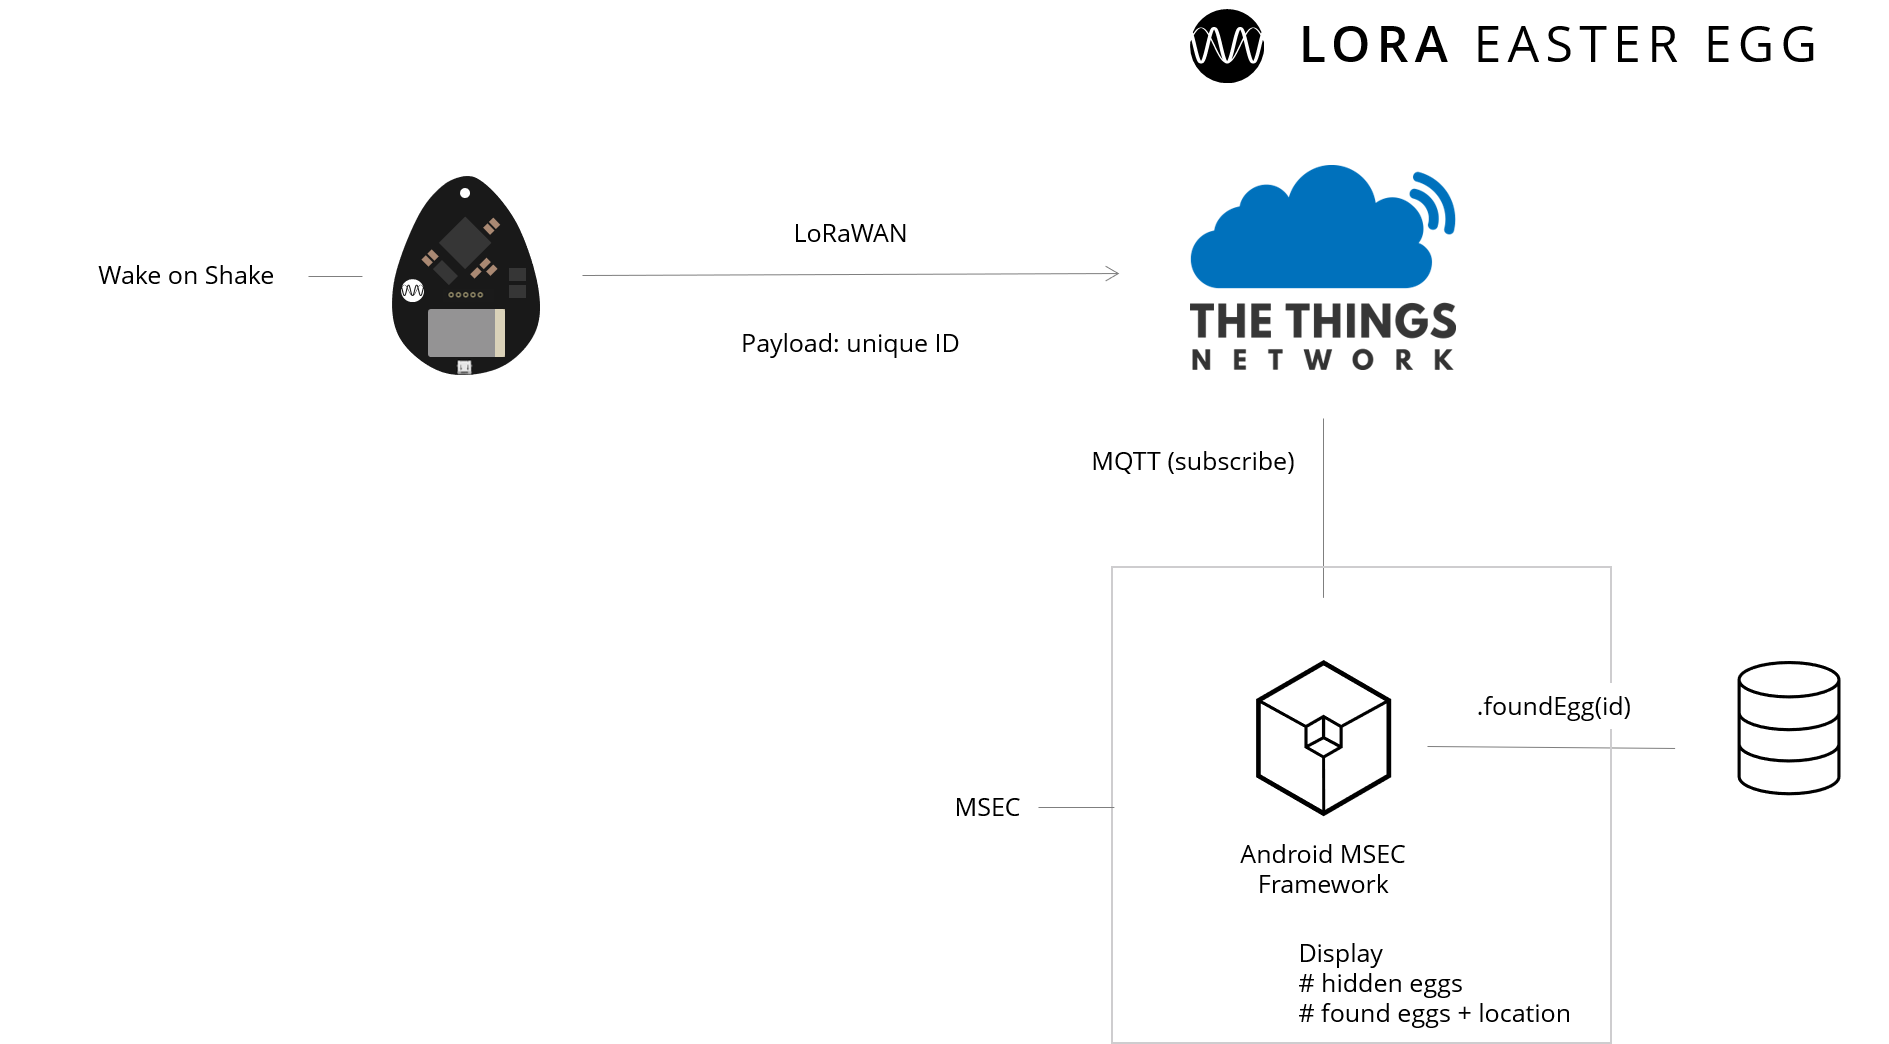 LORA EASTER EGG
Wake on Shake
LoRaWAN
Payload: unique ID
THE THINGS
NETWORK
MQTT (subscribe)
.foundEgg(id)
MSEC
Android MSEC
Framework
Display
# hidden eggs
# found eggs + location